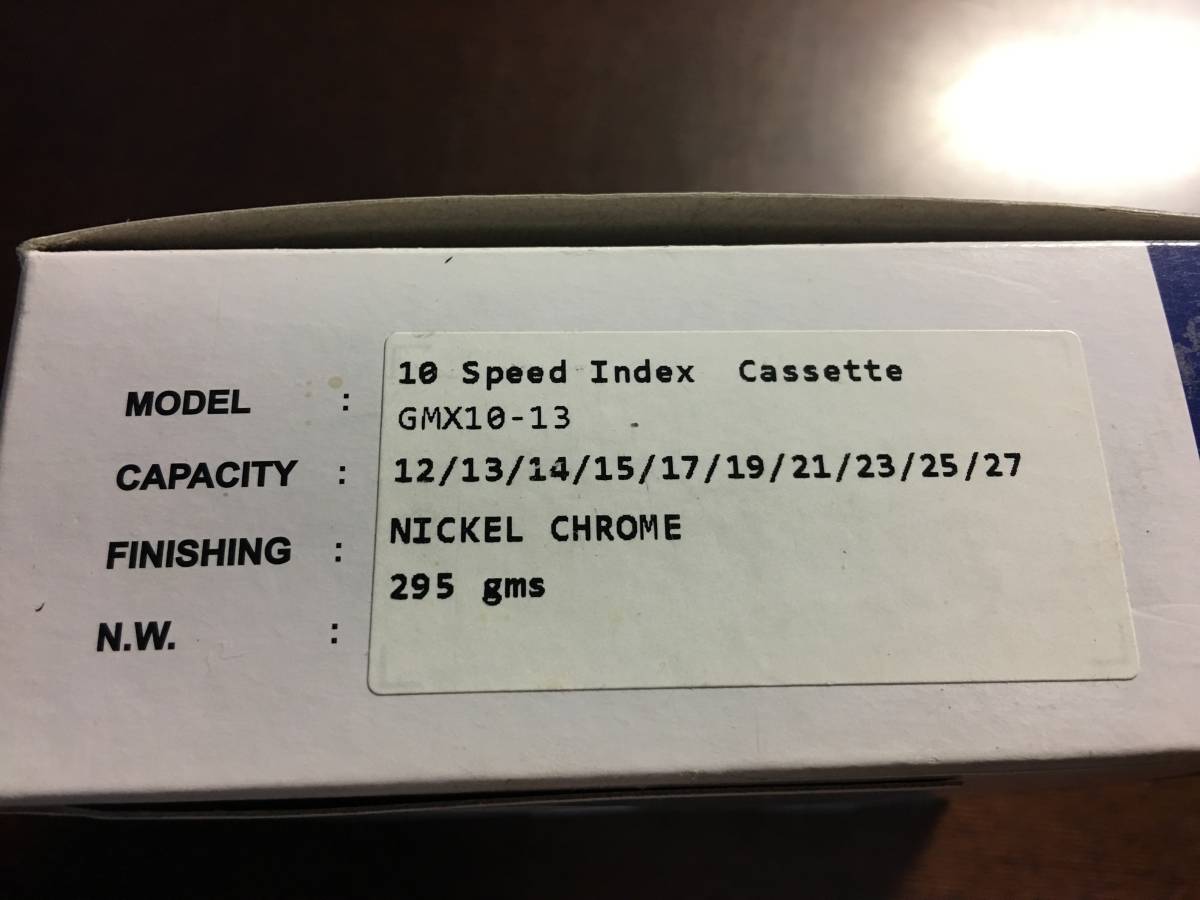 MODEL : 10 Speed Index Cassette
GMX10-13
CAPACITY : 12/13/14/15/17/19/21/23/25/27
FINISHING : NICKEL CHROME
N.W. : 295 gms